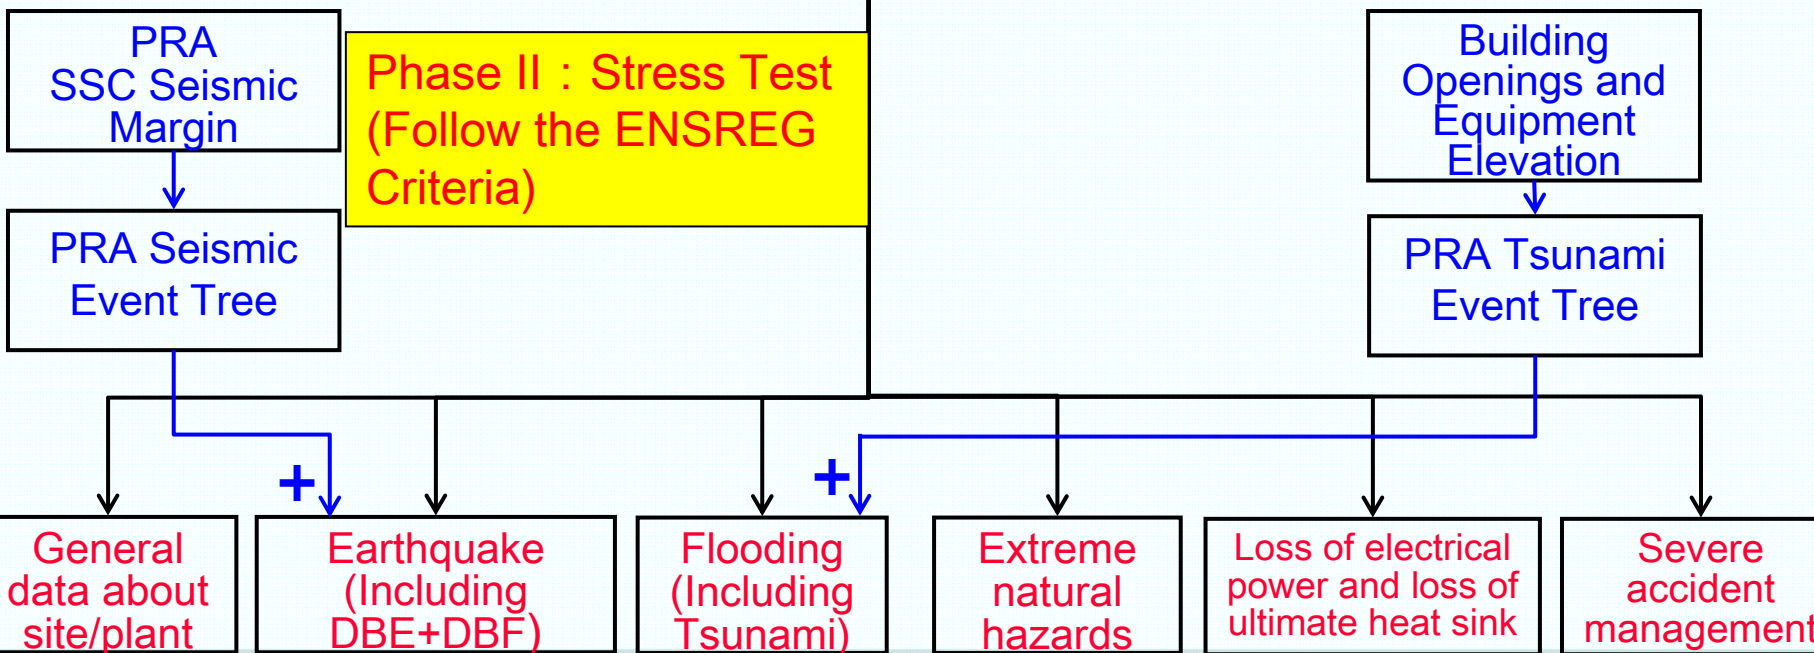 PRA
SSC Seismic
Margin
Phase II : Stress Test
(Follow the ENSREG
Criteria)
Building
Openings and
Equipment
Elevation
PRA Seismic
Event Tree
PRA Tsunami
Event Tree
+
+
General
data about
site/plant
Earthquake
(Including
DBE+DBF)
Flooding
(Including
Tsunami)
Extreme
natural
hazards
Loss of electrical
power and loss of
ultimate heat sink
Severe
accident
management